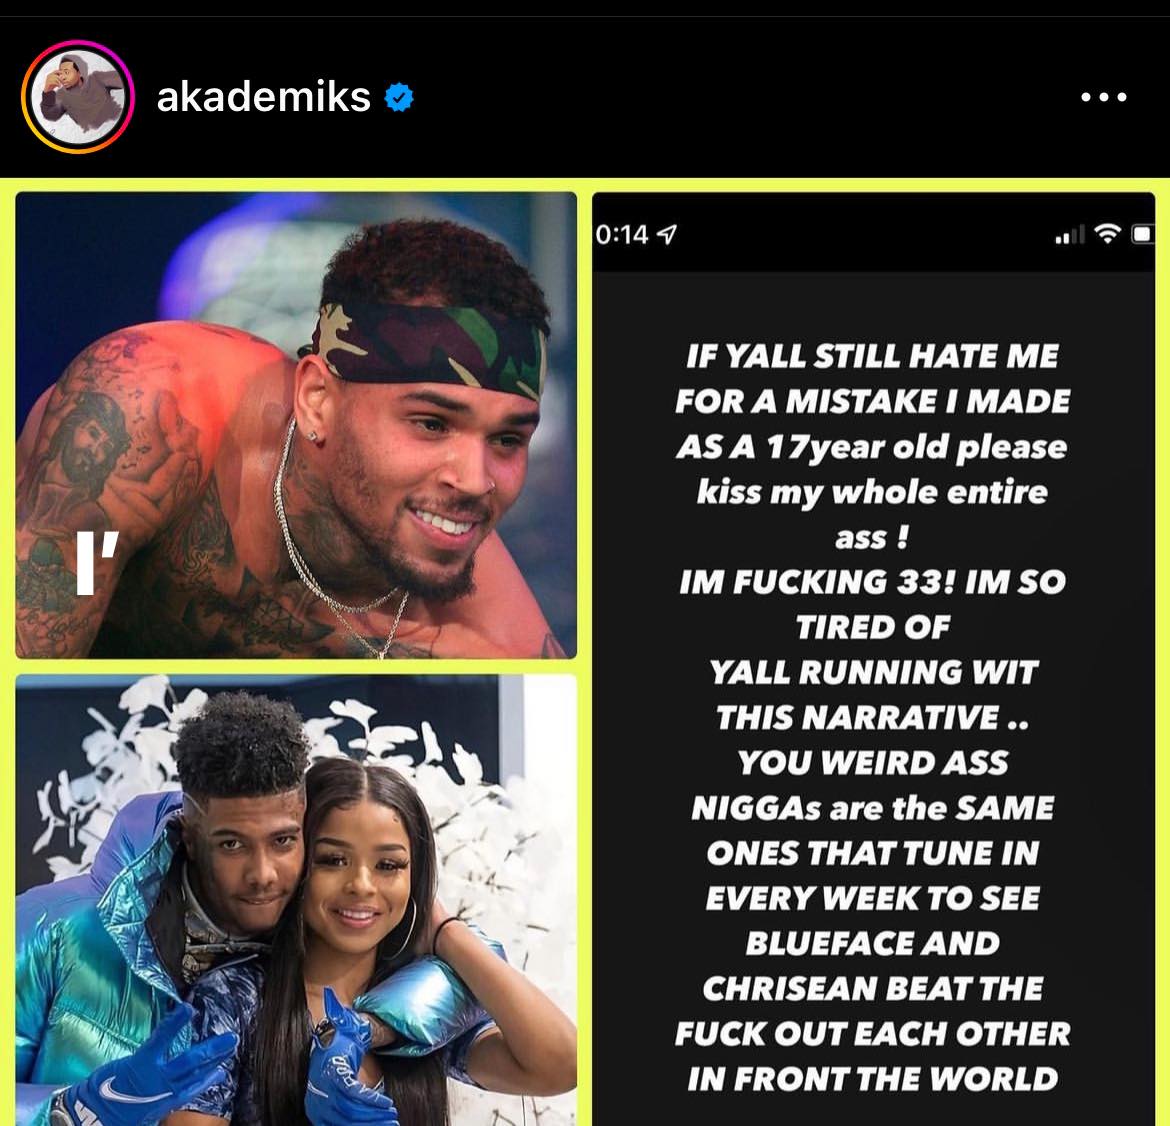 akademiks
I'
0:14
IF YALL STILL HATE ME
FOR A MISTAKE I MADE
AS A 17year old please
kiss my whole entire
ass !
IM FUCKING 33! IM SO
TIRED OF
YALL RUNNING WIT
THIS NARRATIVE ..
YOU WEIRD ASS
NIGGAs are the SAME
ONES THAT TUNE IN
EVERY WEEK TO SEE
BLUEFACE AND
CHRISEAN BEAT THE
FUCK OUT EACH OTHER
IN FRONT THE WORLD